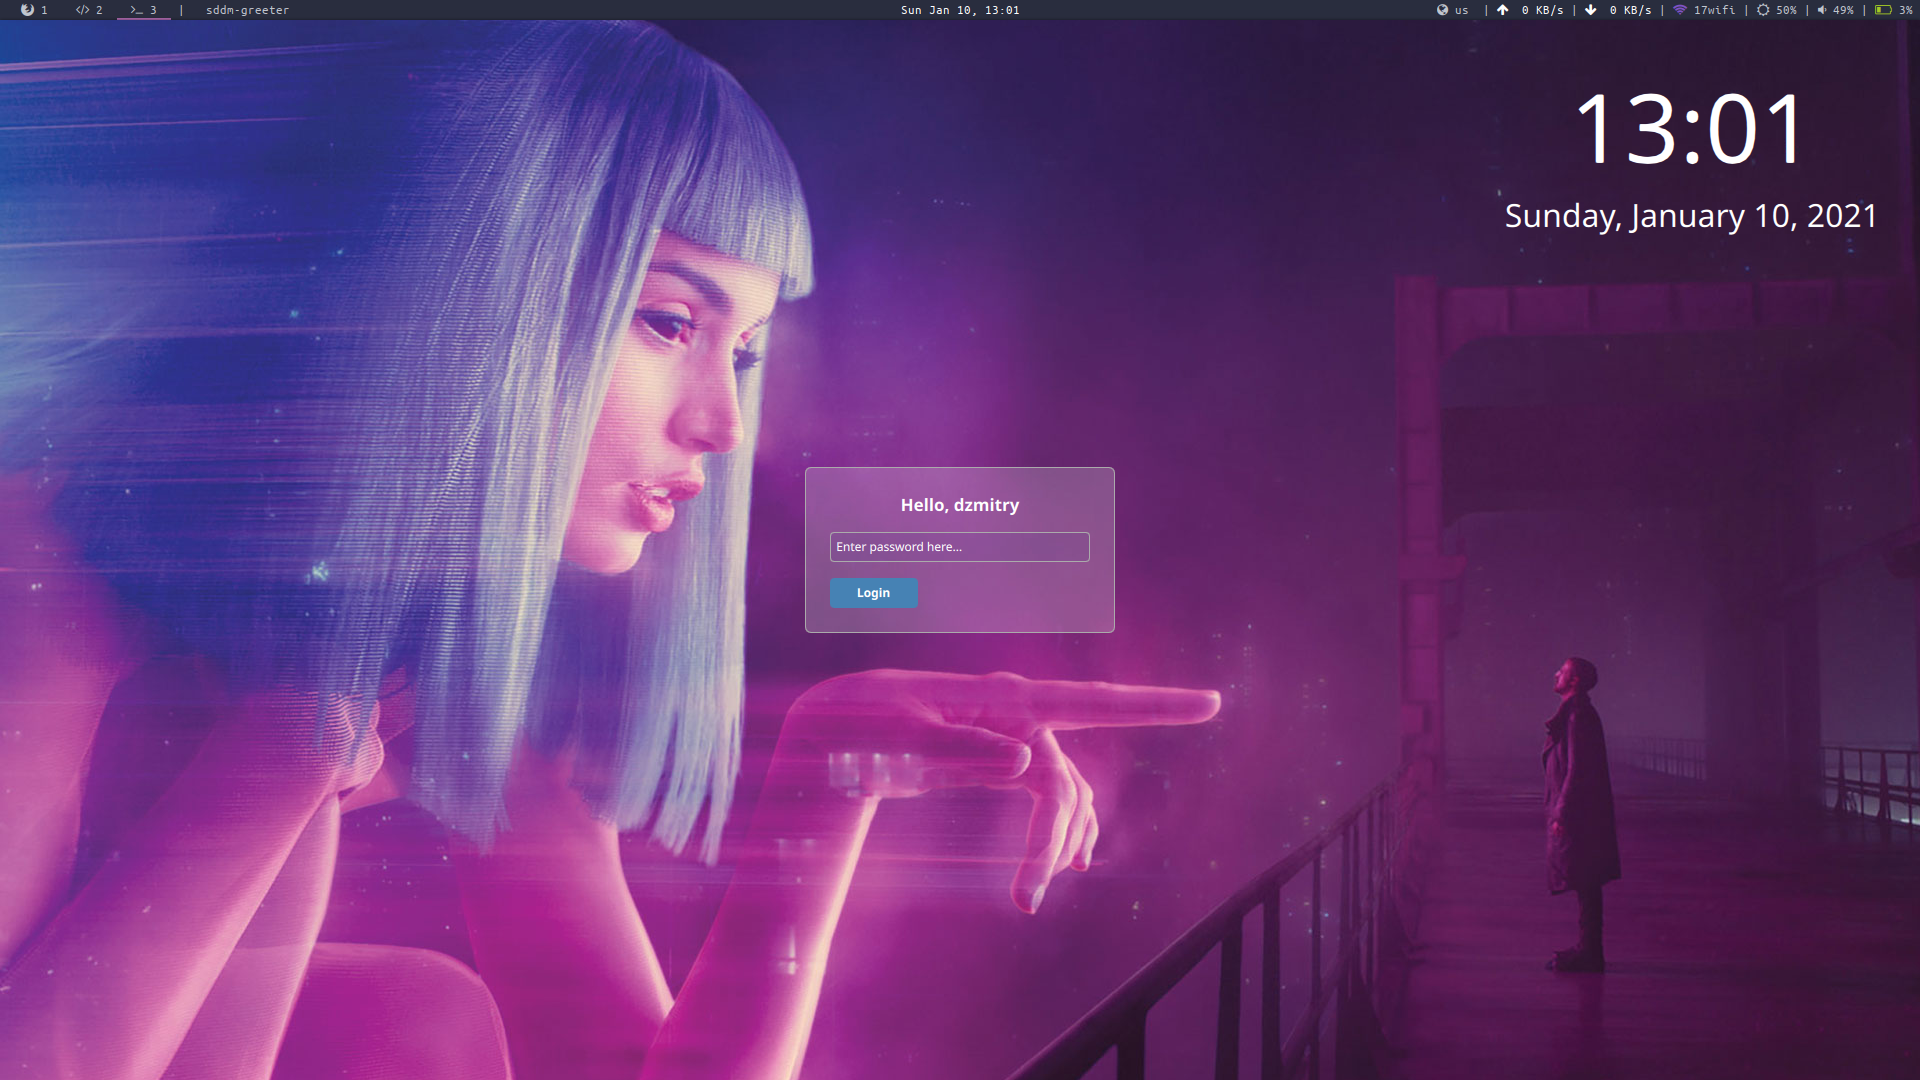 1 </> 2 >_ 3 | sddm-greeter Sun Jan 10, 13:01 us | 0 KB/s | 0 KB/s | 17wifi | 50% | 49% | 3%
13:01
Sunday, January 10, 2021
Hello, dzmitry
Enter password here...
Login